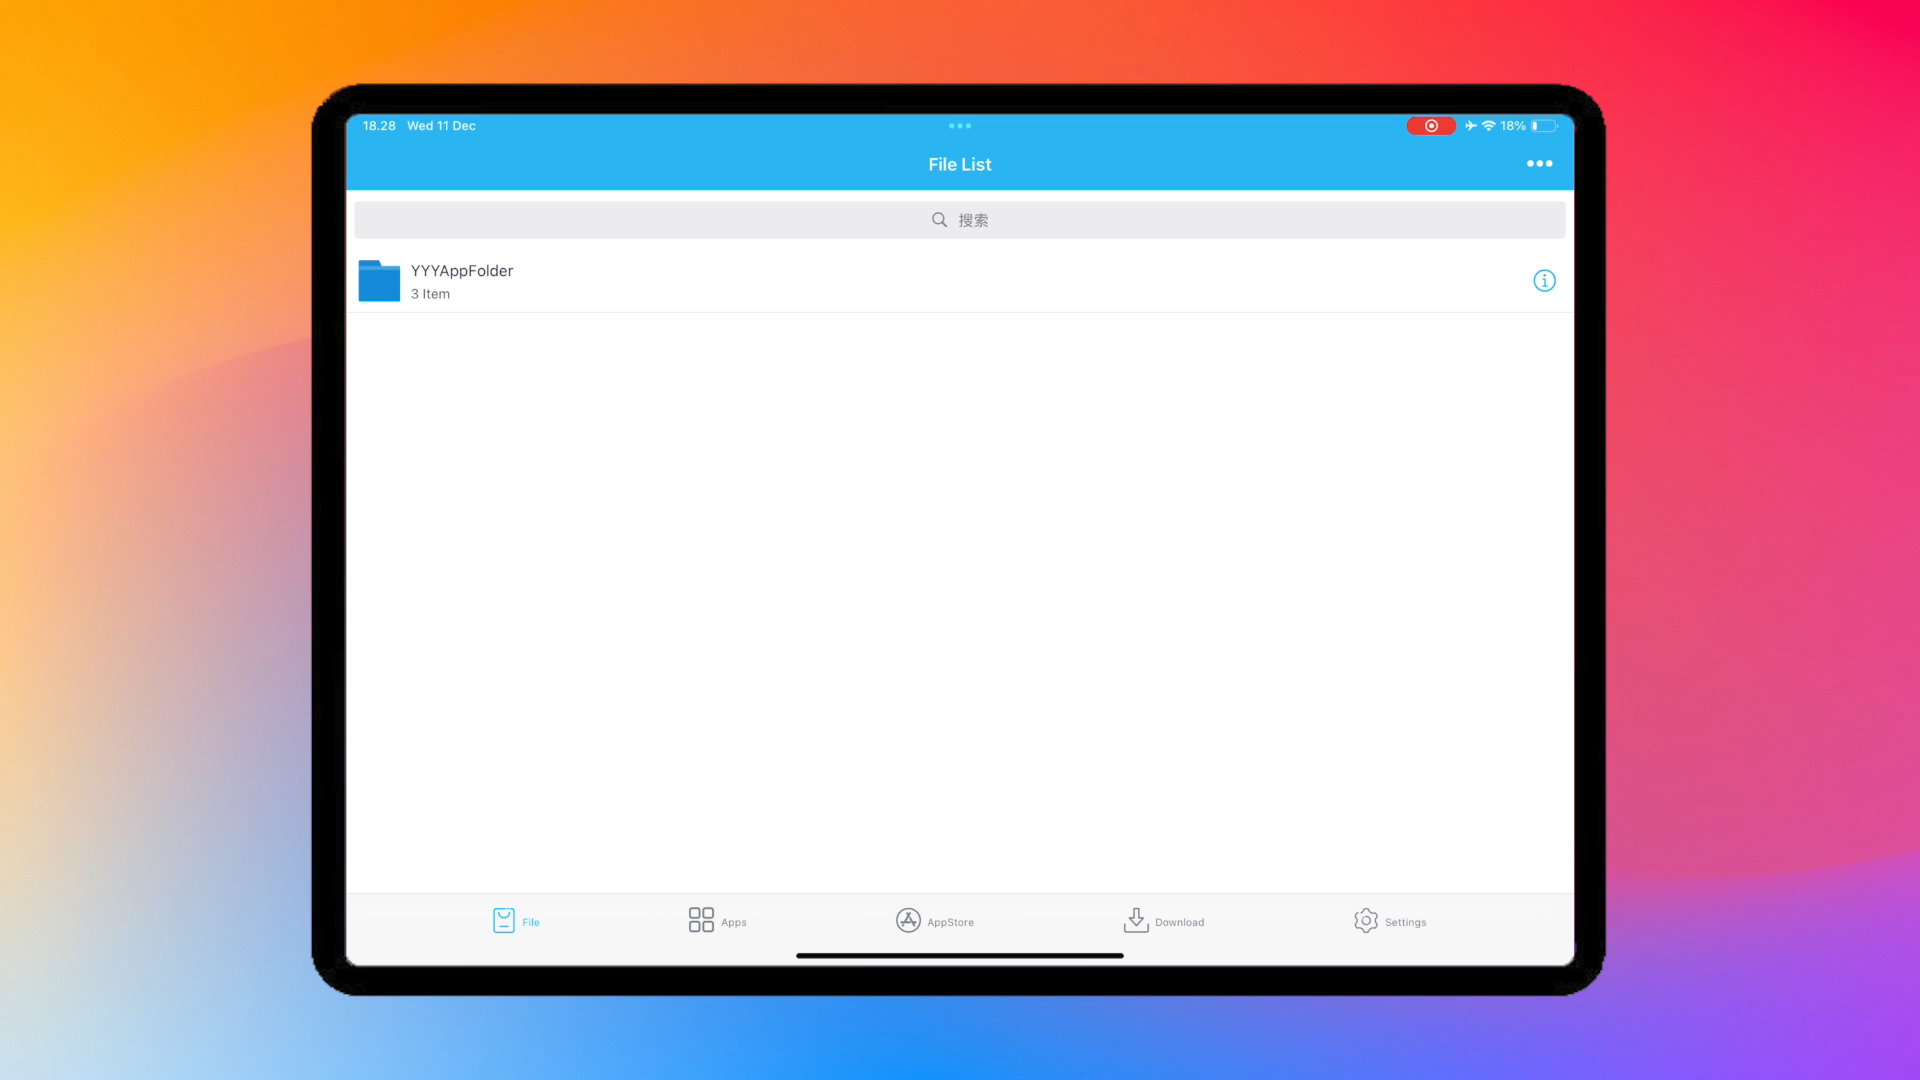 18.28 Wed 11 Dec
18%
File List
搜索
YYYAppFolder
3 Item
File
Apps
AppStore
Download
Settings